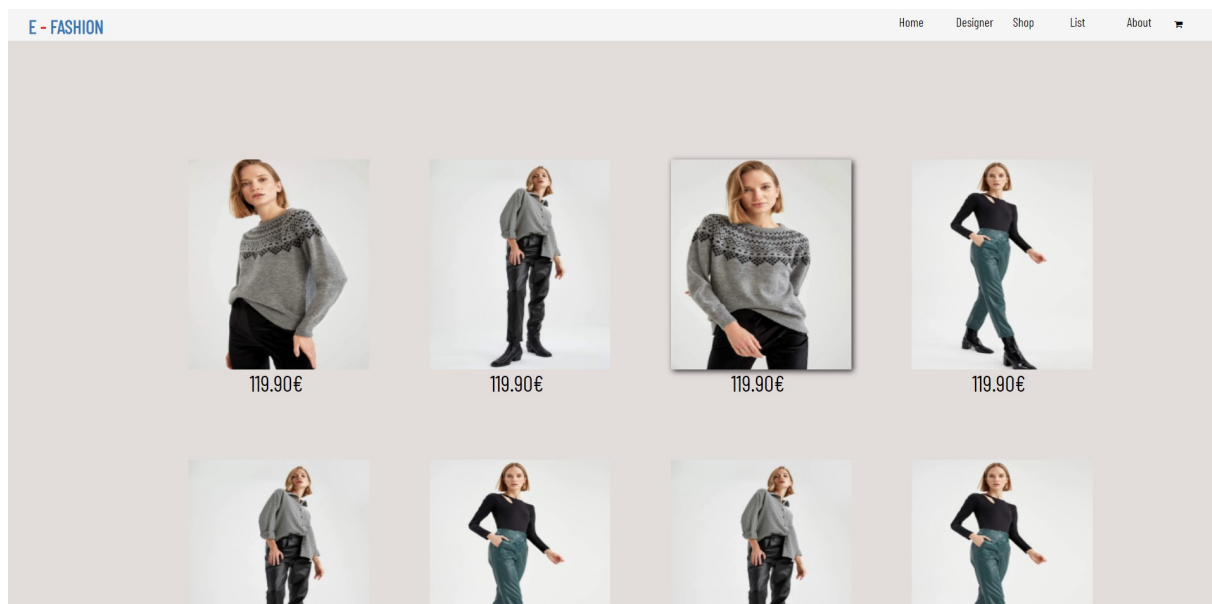 E - FASHION
Home Designer Shop List About
119.90€ 119.90€ 119.90€ 119.90€